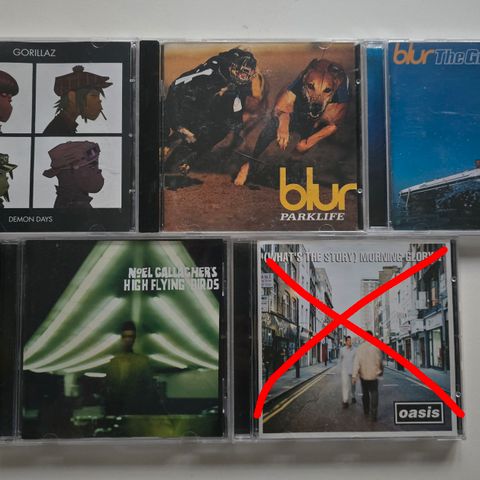 GORILLAZ
DEMON DAYS
blur
PARKLIFE
blur The G
NOEL GALLAGHER'S
HIGH FLYING BIRDS
(WHAT'S THE STORY) MORNING GLORY?
oasis